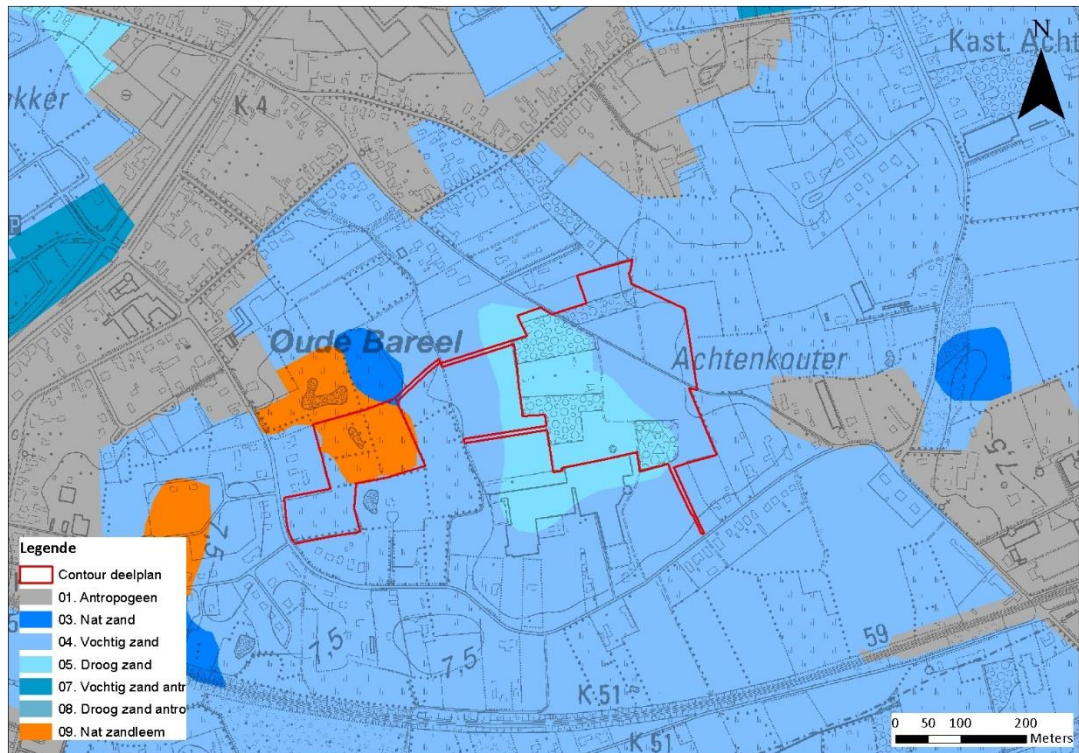 Kast. Acht
N
kker
K.4
P
Oude Bareel
Achtenkouter
7,5
7,5
Legende
Contour deelplan
01. Antropogeen
03. Nat zand
04. Vochtig zand
05. Droog zand
07. Vochtig zand antr
08. Droog zand antro
09. Nat zandleem
7,5
7,5
59
K.51
K.51
0 50 100 200
Meters